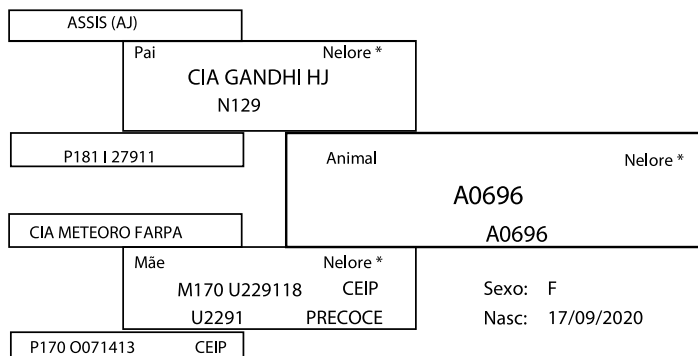 ASSIS (AJ)
Pai Nelore *
CIA GANDHI HJ
N129
P181 I 27911
Animal Nelore *
A0696
A0696
CIA METEORO FARPA
Mãe Nelore *
M170 U229118 CEIP
U2291 PRECOCE
Sexo: F
Nasc: 17/09/2020
P170 O071413 CEIP